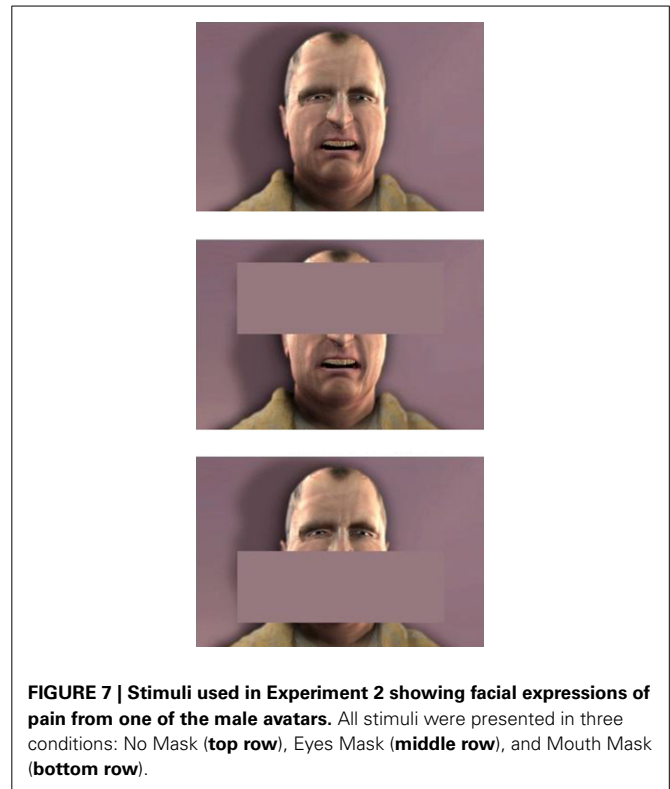 FIGURE 7 | Stimuli used in Experiment 2 showing facial expressions of
pain from one of the male avatars. All stimuli were presented in three
conditions: No Mask (top row), Eyes Mask (middle row), and Mouth Mask
(bottom row).